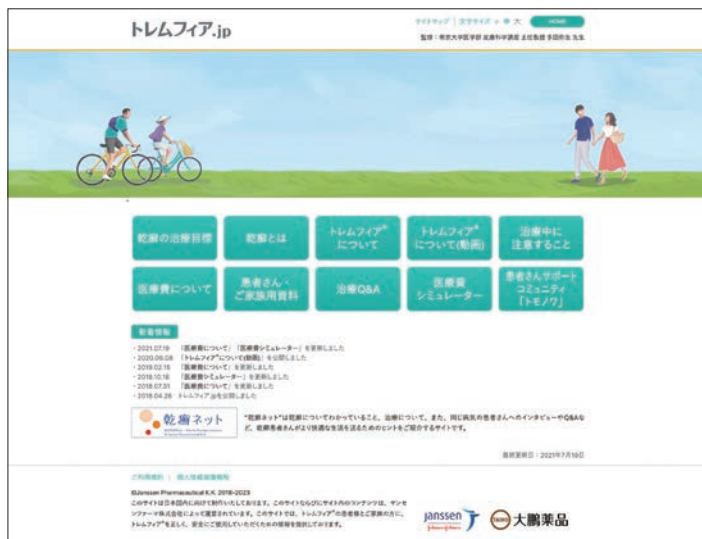 トレムフィア.jp
サイトマップ | 文字サイズ 小 中 大 HOME
監修：帝京大学医学部 皮膚科学講座 主任教授 多田弥生 先生
乾癬の治療目標
乾癬とは
トレムフィア®
について
トレムフィア®
について(動画)
治療中に
注意すること
医療費について
患者さん・
ご家族用資料
治療Q&A
医療費
シミュレーター
患者さんサポート
コミュニティ
「トモノワ」
新着情報
・2021.07.19 「医療費について」「医療費シミュレーター」を更新しました
・2020.09.08 「トレムフィア®について(動画)」を公開しました
・2019.02.18 「医療費について」を更新しました
・2018.10.18 「医療費シミュレーター」を更新しました
・2018.07.31 「医療費について」を更新しました
・2018.04.26 トレムフィア.jpを公開しました
乾癬ネット
"乾癬ネット"は乾癬についてわかっていること、治療について、また、同じ病気の患者さんへのインタビューやQ&Aな
ど、乾癬患者さんがより快適な生活を送るためのヒントをご紹介するサイトです。
最終更新日：2021年7月19日
ご利用規約 | 個人情報保護情報
©Janssen Pharmaceutical K.K. 2018-2023
このサイトは日本国内に向けて制作いたしております。このサイトならびにサイト内のコンテンツは、ヤンセ
ンファーマ株式会社によって運営されています。このサイトでは、トレムフィア®の患者様とご家族の方に、
トレムフィア®を正しく、安全にご使用していただくための情報を提供しております。
janssen
Johnson & Johnson
TAIHO 大鵬薬品